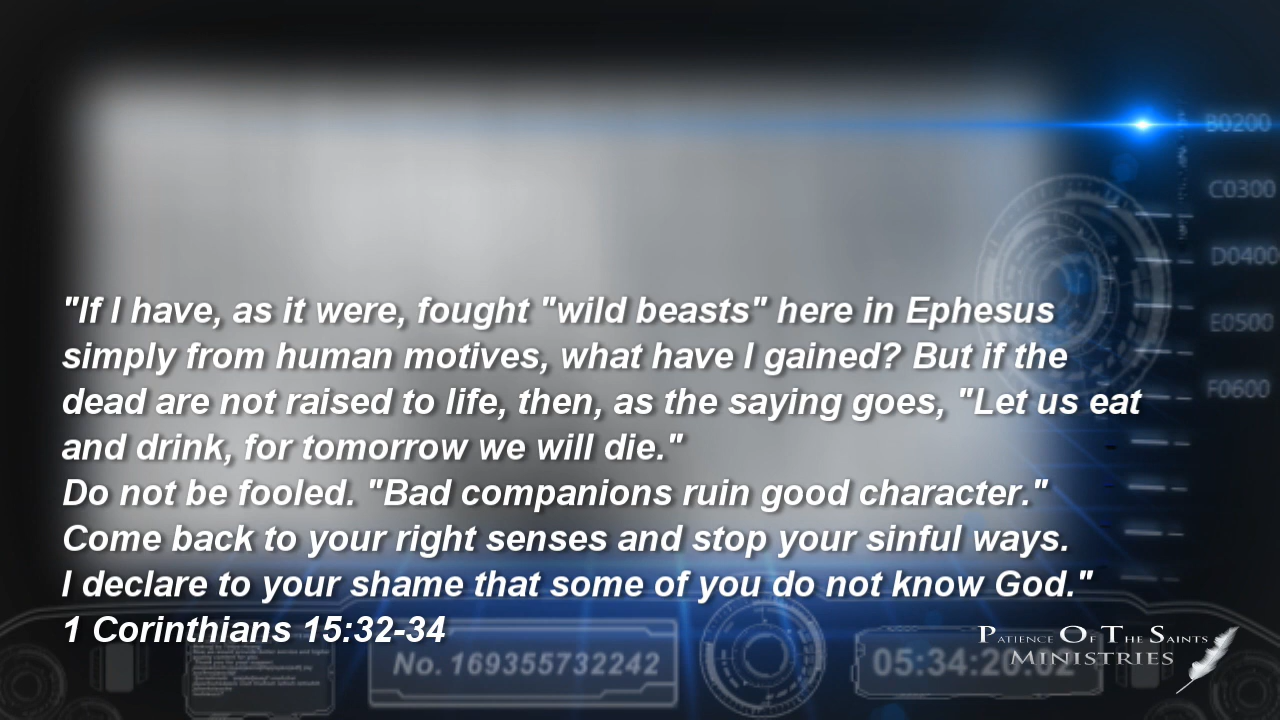 B0200
C0300
D0400
E0500
F0600
"If I have, as it were, fought "wild beasts" here in Ephesus
simply from human motives, what have I gained? But if the
dead are not raised to life, then, as the saying goes, "Let us eat
and drink, for tomorrow we will die."
Do not be fooled. "Bad companions ruin good character."
Come back to your right senses and stop your sinful ways.
I declare to your shame that some of you do not know God."
1 Corinthians 15:32-34
Patience Of The Saints
Ministries
No. 169355732242